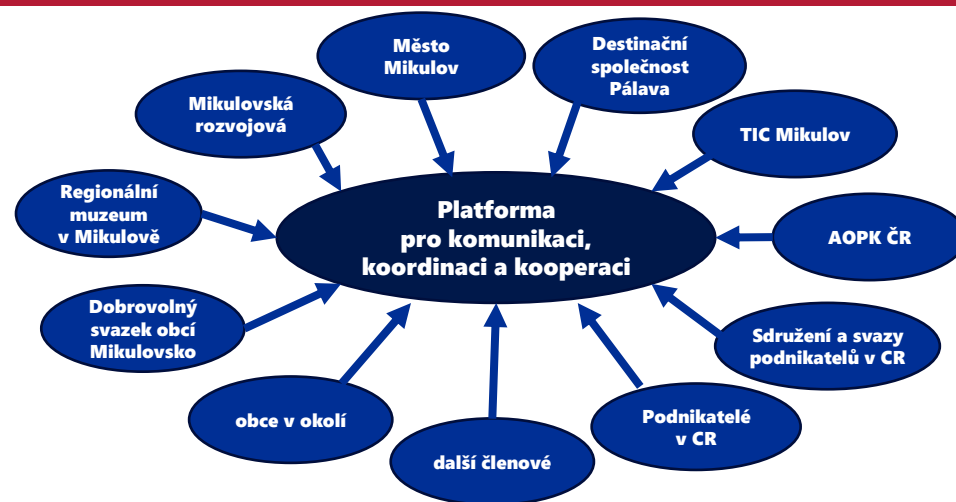 Město
Mikulov
Destinační
společnost
Pálava
Mikulovská
rozvojová
TIC Mikulov
Regionální
muzeum
v Mikulově
Platforma
pro komunikaci,
koordinaci a kooperaci
AOPK ČR
Dobrovolný
svazek obcí
Mikulovsko
Sdružení a svazy
podnikatelů v CR
obce v okolí
Podnikatelé
v CR
další členové